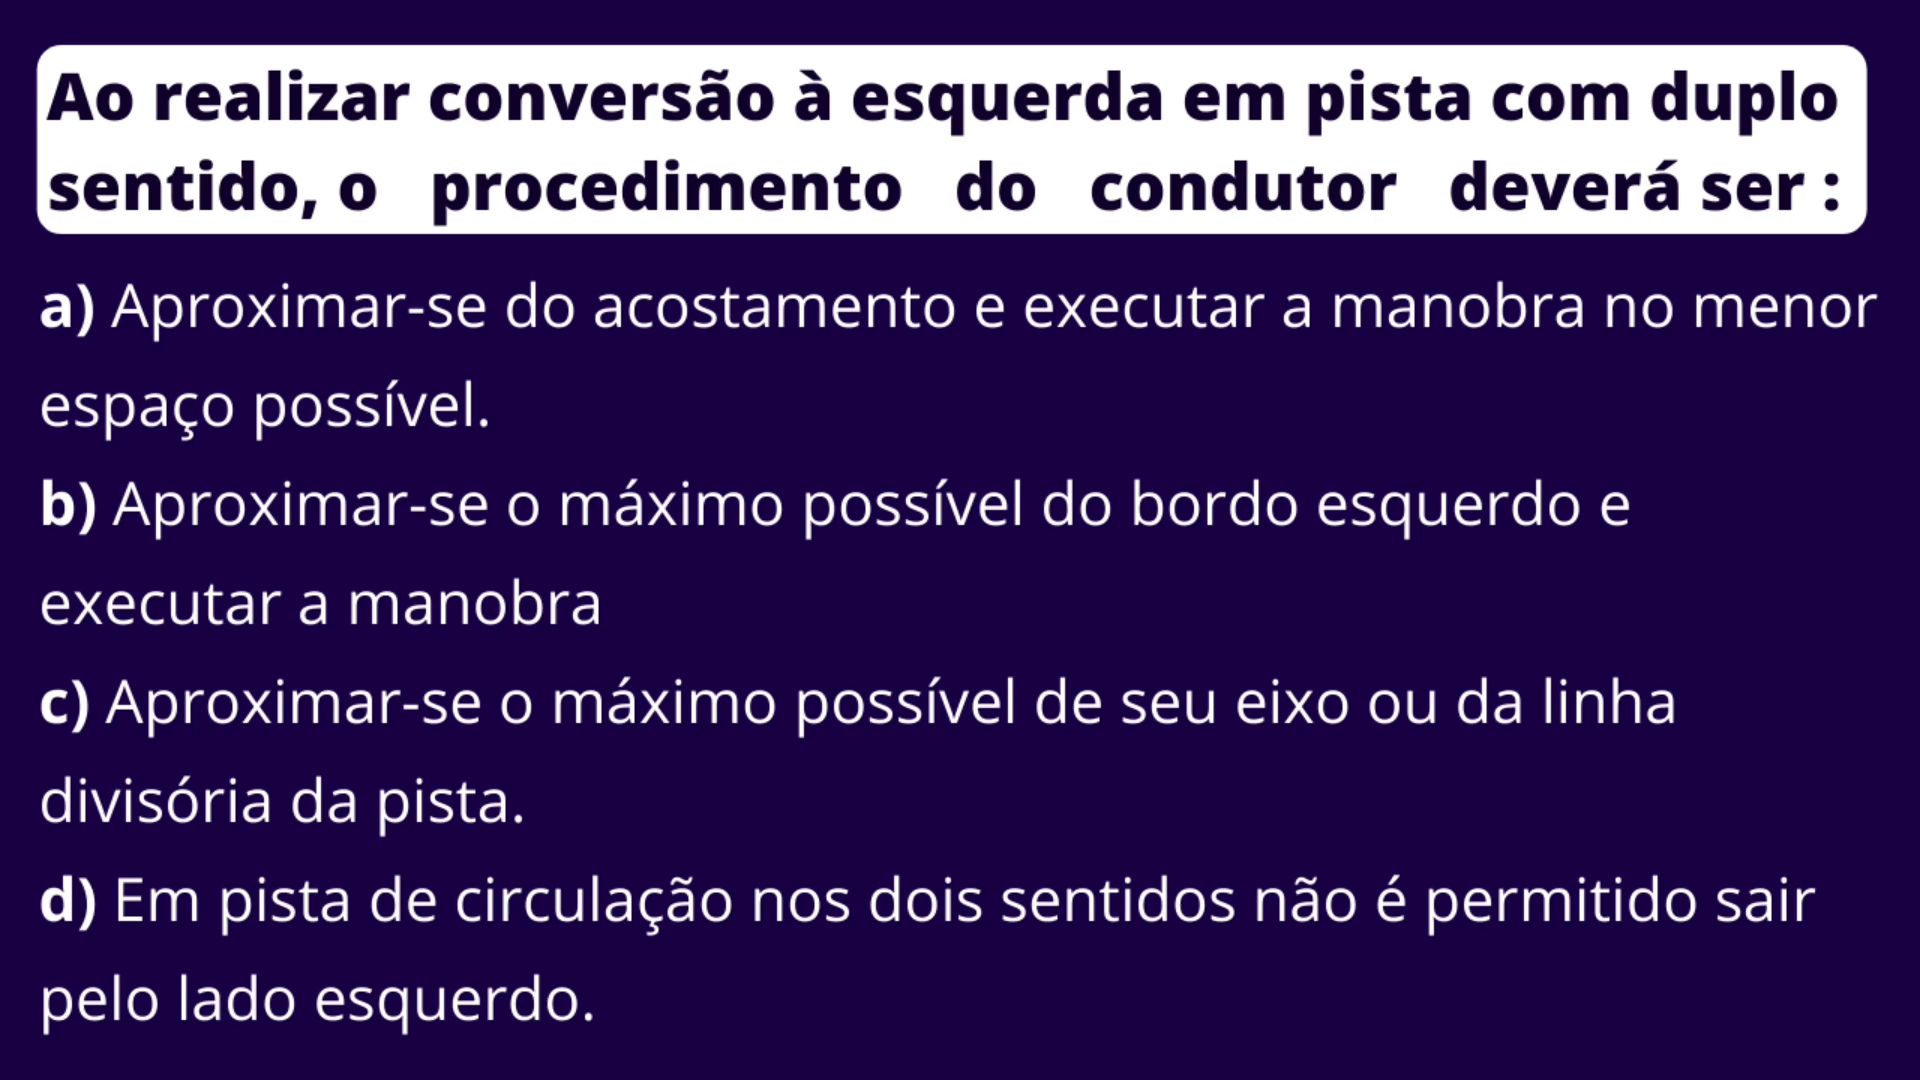 Ao realizar conversão à esquerda em pista com duplo
sentido, o procedimento do condutor deverá ser :
a) Aproximar-se do acostamento e executar a manobra no menor
espaço possível.
b) Aproximar-se o máximo possível do bordo esquerdo e
executar a manobra
c) Aproximar-se o máximo possível de seu eixo ou da linha
divisória da pista.
d) Em pista de circulação nos dois sentidos não é permitido sair
pelo lado esquerdo.